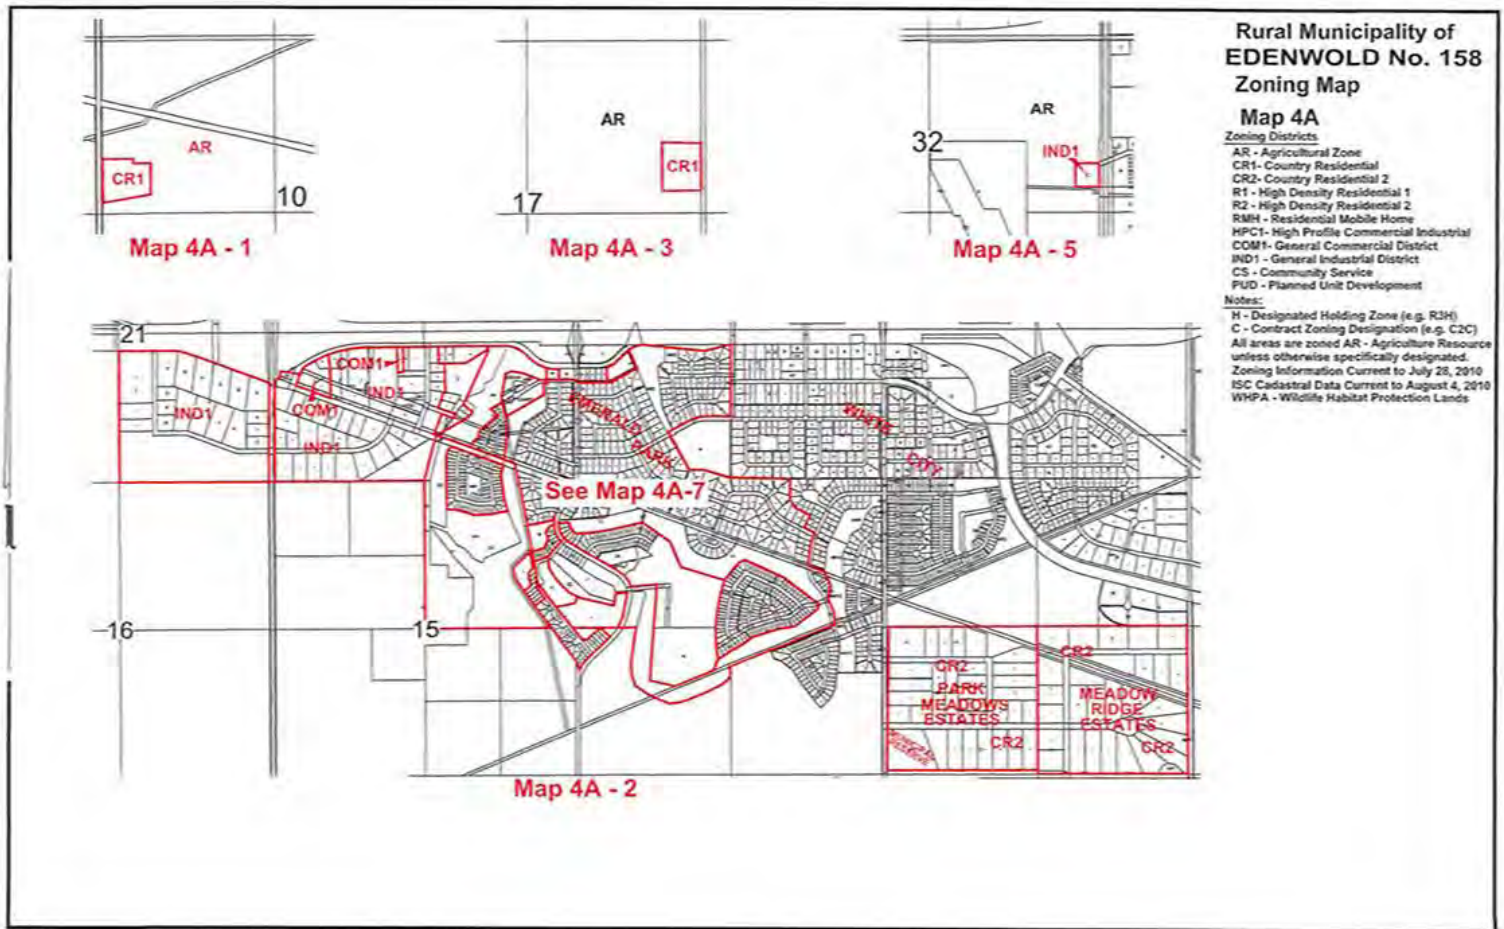 Rural Municipality of
EDENWOLD No. 158
Zoning Map
Map 4A
Zoning Districts
AR - Agricultural Zone
CR1- Country Residential
CR2- Country Residential 2
R1 - High Density Residential 1
R2 - High Density Residential 2
RMH - Residential Mobile Home
HPC1- High Profile Commercial Industrial
COM1- General Commercial District
IND1 - General Industrial District
CS - Community Service
PUD - Planned Unit Development
Notes:
H - Designated Holding Zone (e.g. R3H)
C - Contract Zoning Designation (e.g. C2C)
All areas are zoned AR - Agriculture Resource
unless otherwise specifically designated.
Zoning Information Current to July 28, 2010
ISC Cadastral Data Current to August 4, 2010
WHPA - Wildlife Habitat Protection Lands
AR
CR1
10
Map 4A - 1
AR
CR1
17
Map 4A - 3
AR
32
IND1
Map 4A - 5
21
COM1
IND1
IND1
COM1
IND1
EMERALD
PARK
WHITE
CITY
See Map 4A-7
16
15
CR2
CR2
PARK
MEADOWS
ESTATES
MEADOW
RIDGE
ESTATES
CR2
CR2
Map 4A - 2